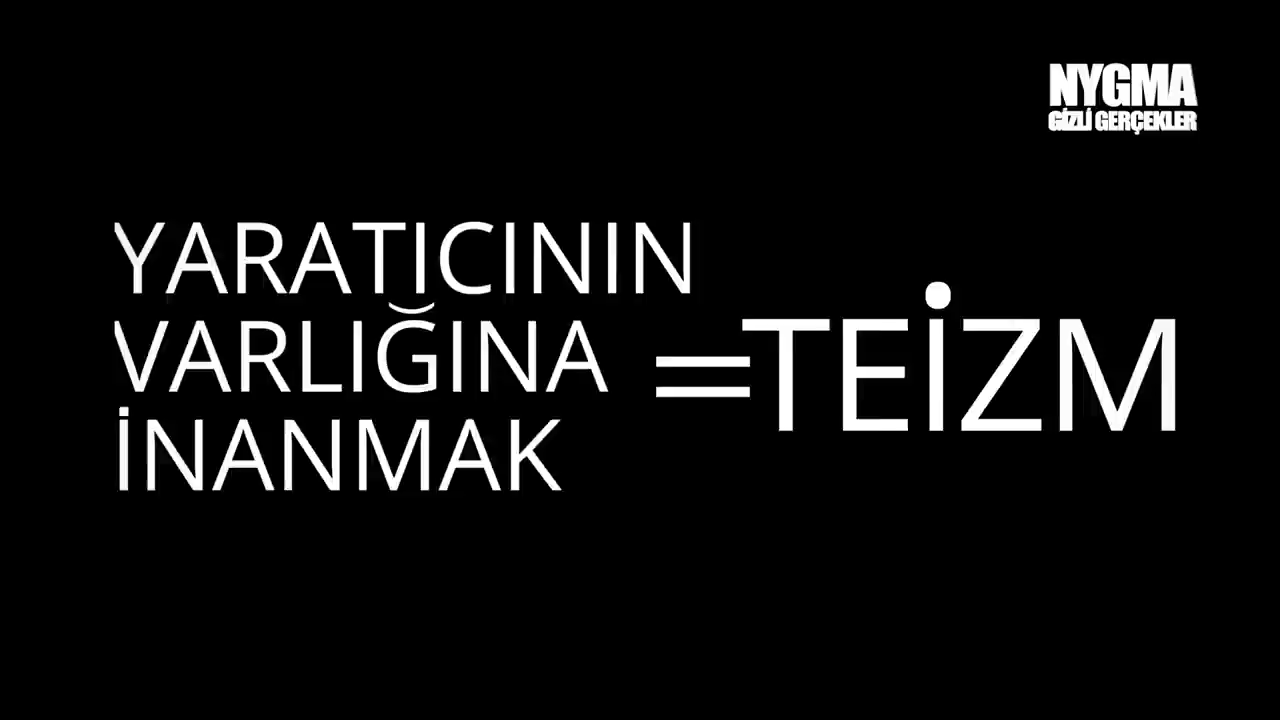 NYGMA
GİZLİ GERÇEKLER
YARATICININ
VARLIĞINA
İNANMAK
=TEİZM